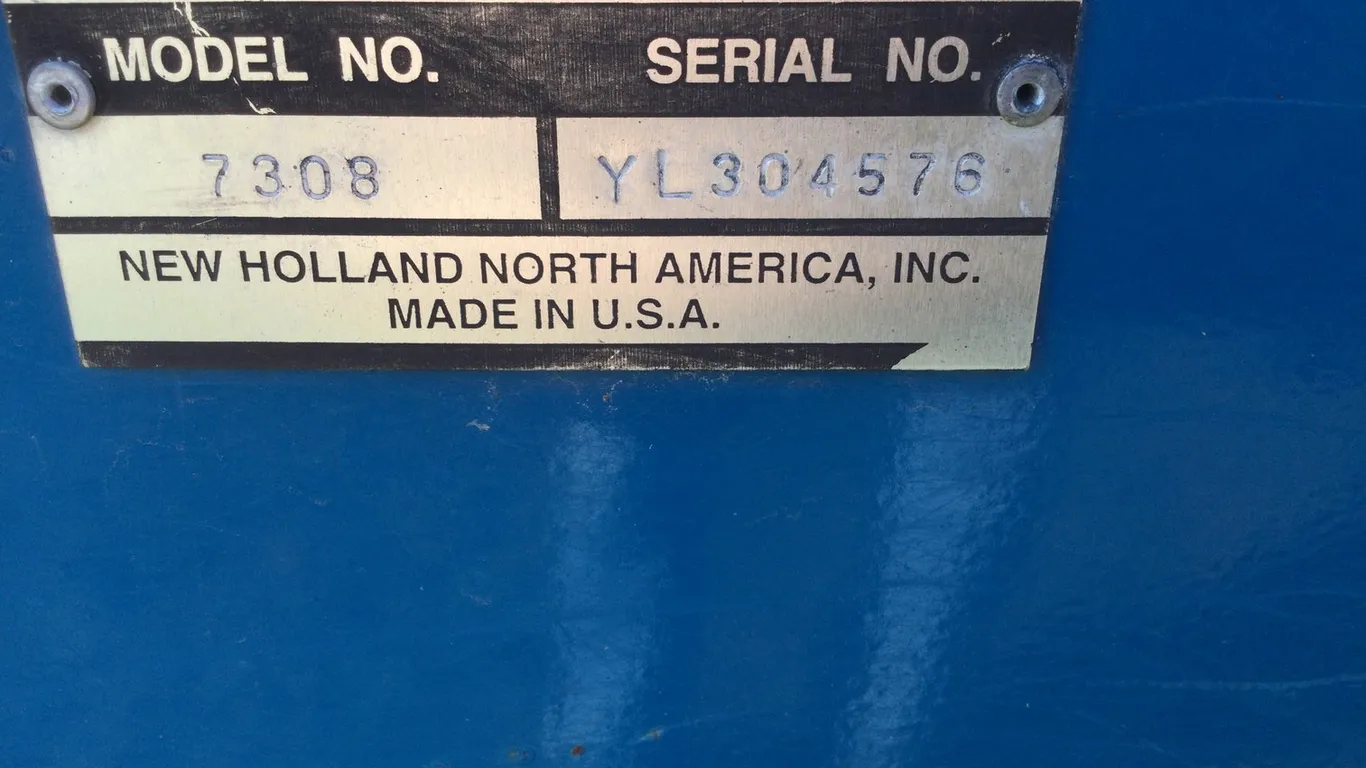 MODEL NO. SERIAL NO.
7308 YL304576
NEW HOLLAND NORTH AMERICA, INC.
MADE IN U.S.A.